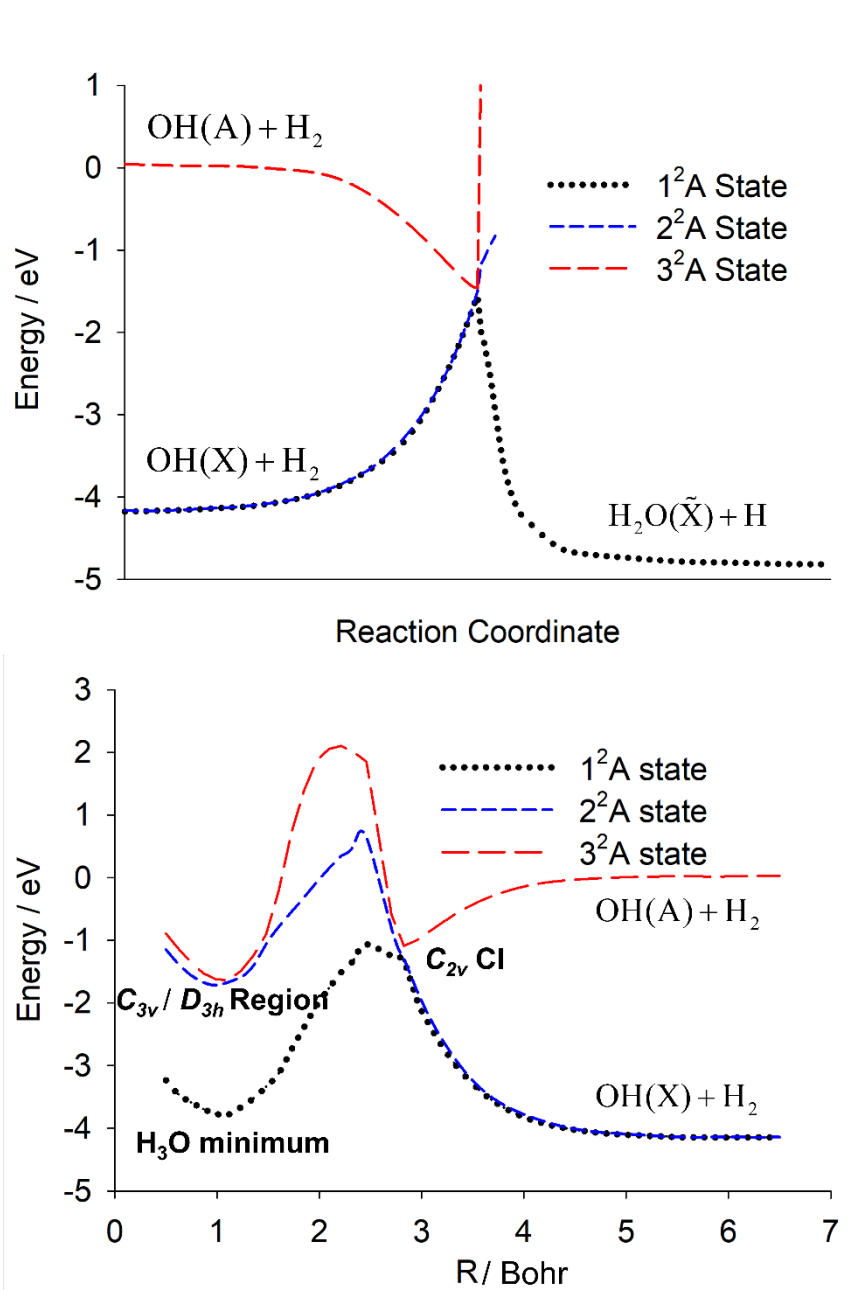 1
OH(A) + H₂
0
1²A State
2²A State
-1
3²A State
Energy / eV
-2
-3
OH(X) + H₂
-4
H₂O(X̃) + H
-5
Reaction Coordinate
3
2
1²A state
1
2²A state
3²A state
0
OH(A) + H₂
Energy / eV
-1
C₂ᵥ CI
-2
C₃ᵥ / D₃ₕ Region
-3
OH(X) + H₂
-4
H₃O minimum
-5
0 1 2 3 4 5 6 7
R/ Bohr